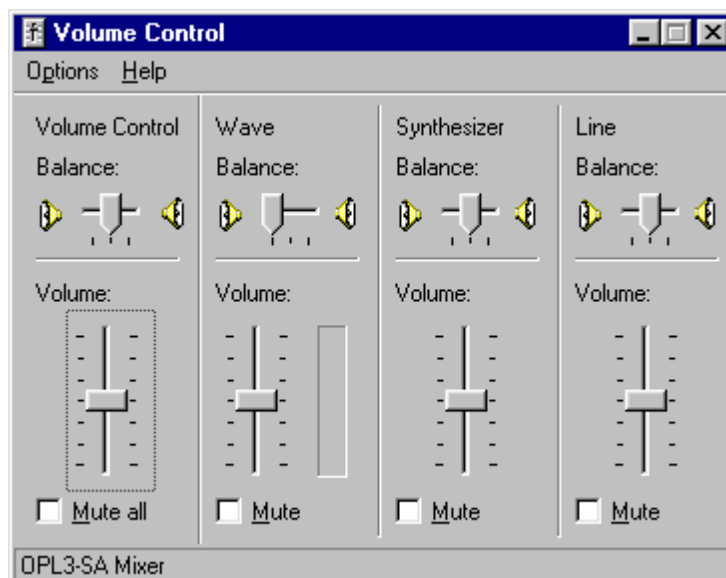 Volume Control
Options Help
Volume Control Wave Synthesizer Line
Balance: Balance: Balance: Balance:
Volume: Volume: Volume: Volume:
Mute all Mute Mute Mute
OPL3-SA Mixer